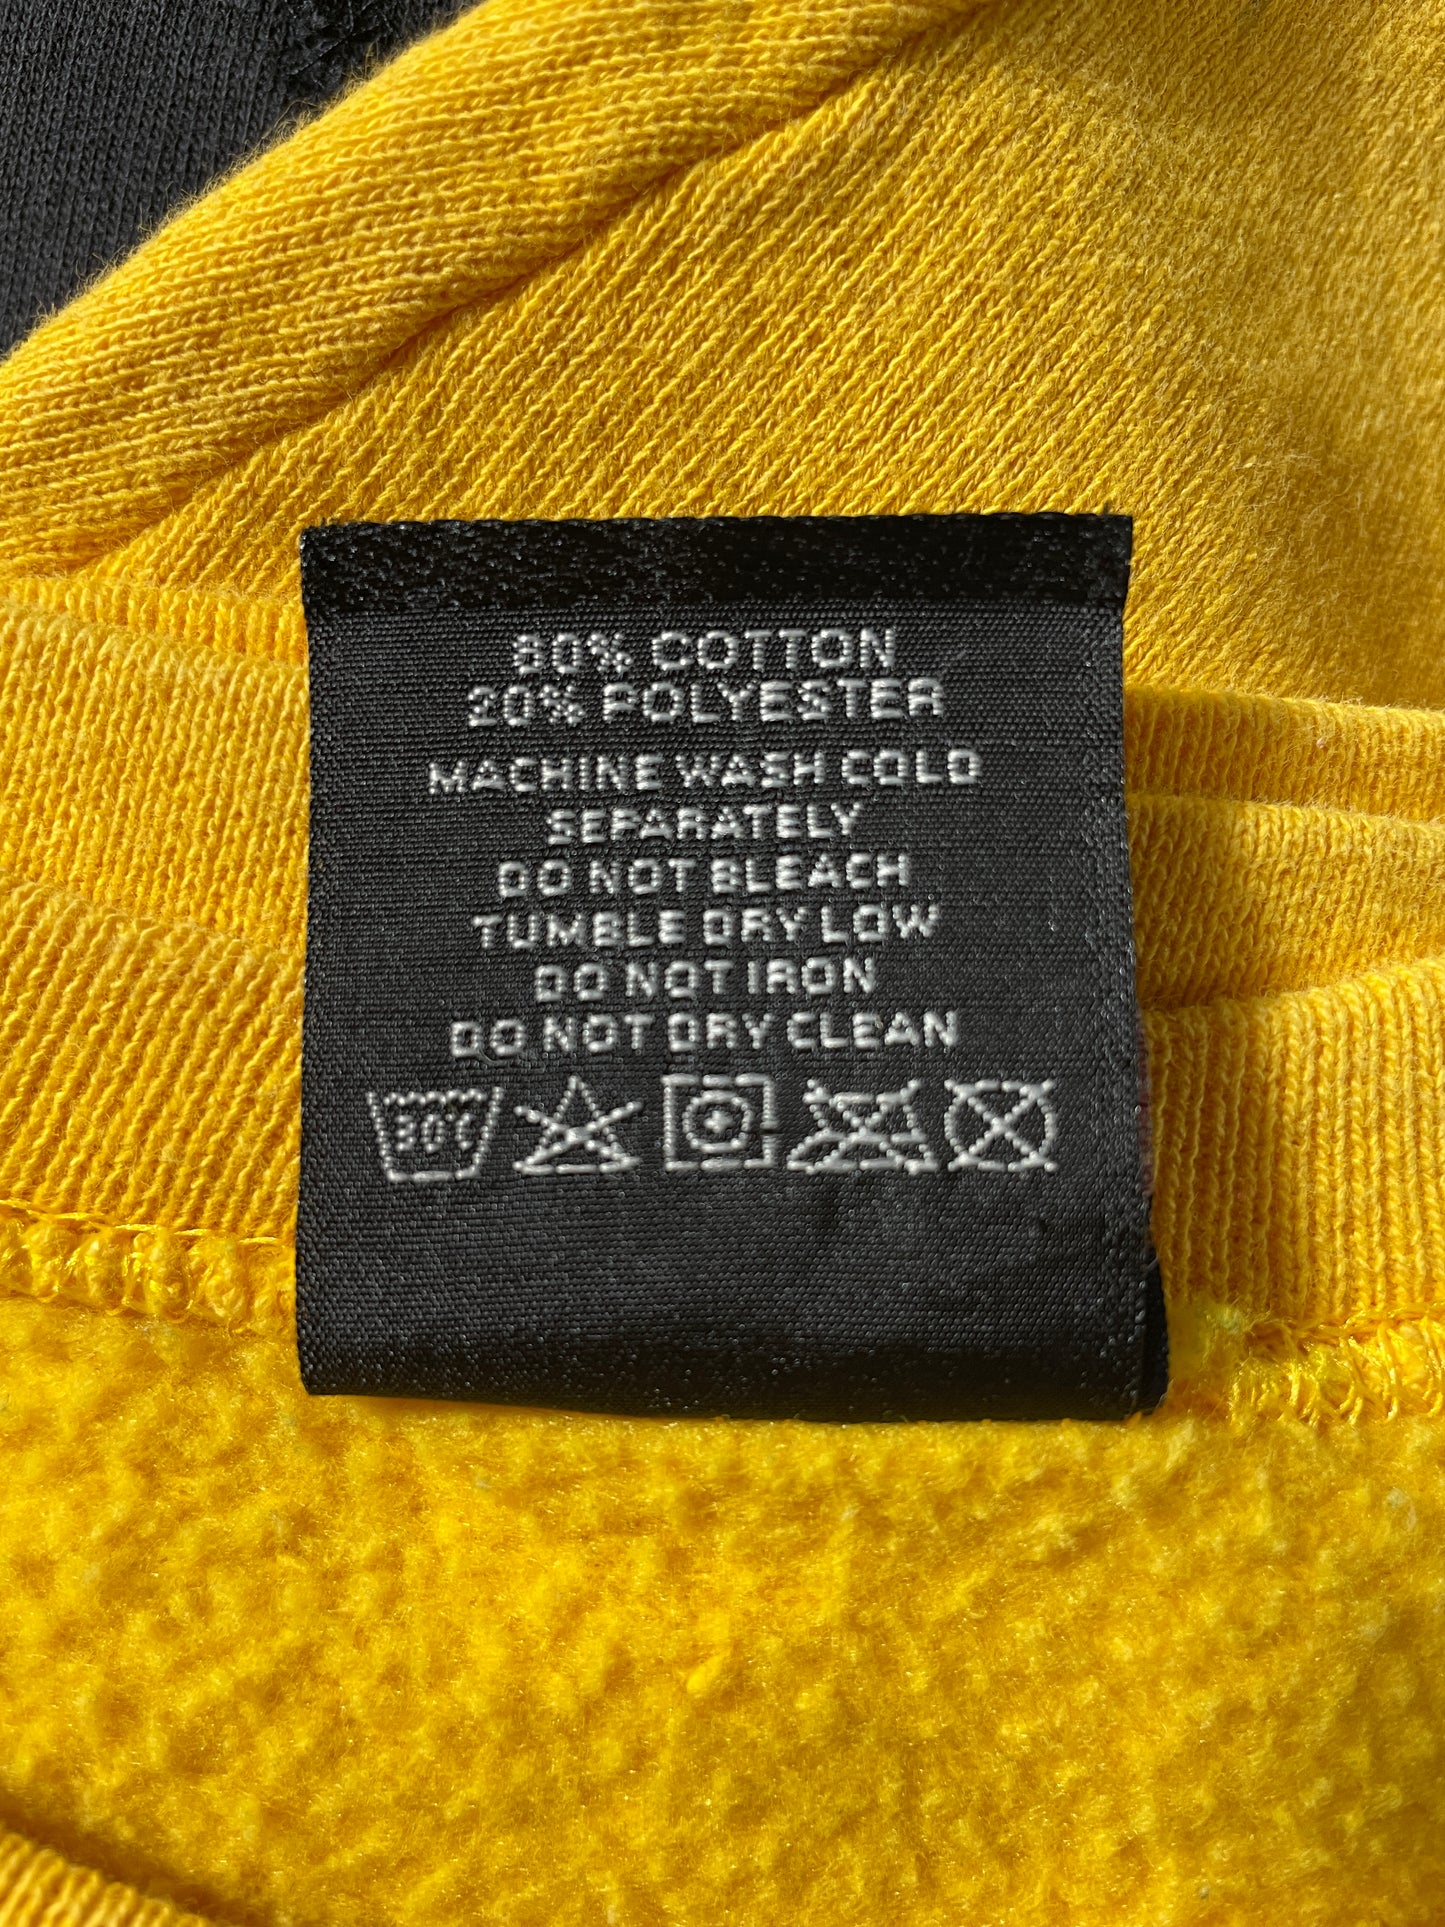 80% COTTON
20% POLYESTER
MACHINE WASH COLD
SEPARATELY
DO NOT BLEACH
TUMBLE DRY LOW
DO NOT IRON
DO NOT DRY CLEAN
30°